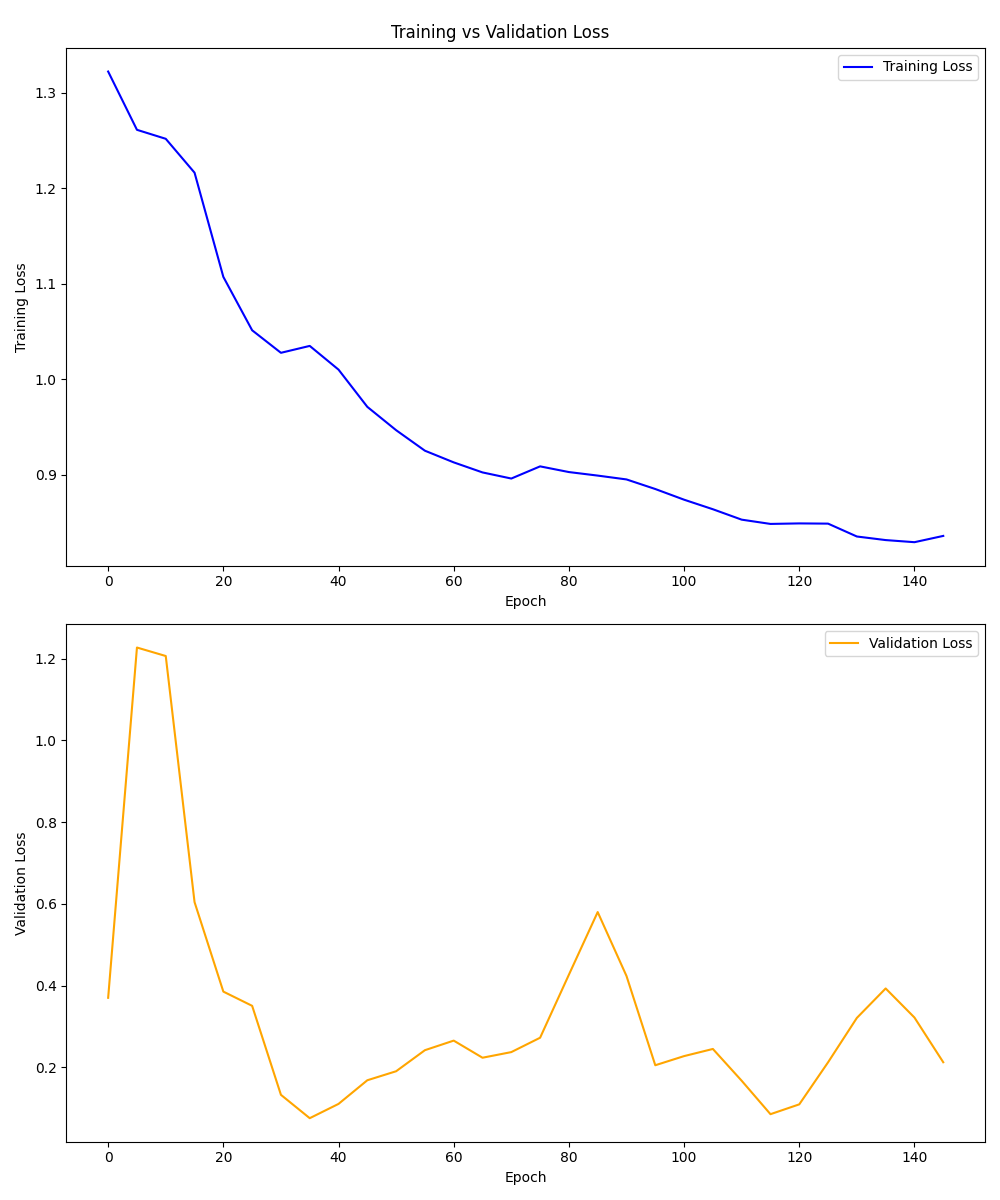 Training vs Validation Loss
Training Loss
1.3
1.2
1.1
1.0
0.9
Training Loss
0 20 40 60 80 100 120 140
Epoch
Validation Loss
1.2
1.0
0.8
0.6
0.4
0.2
Validation Loss
0 20 40 60 80 100 120 140
Epoch